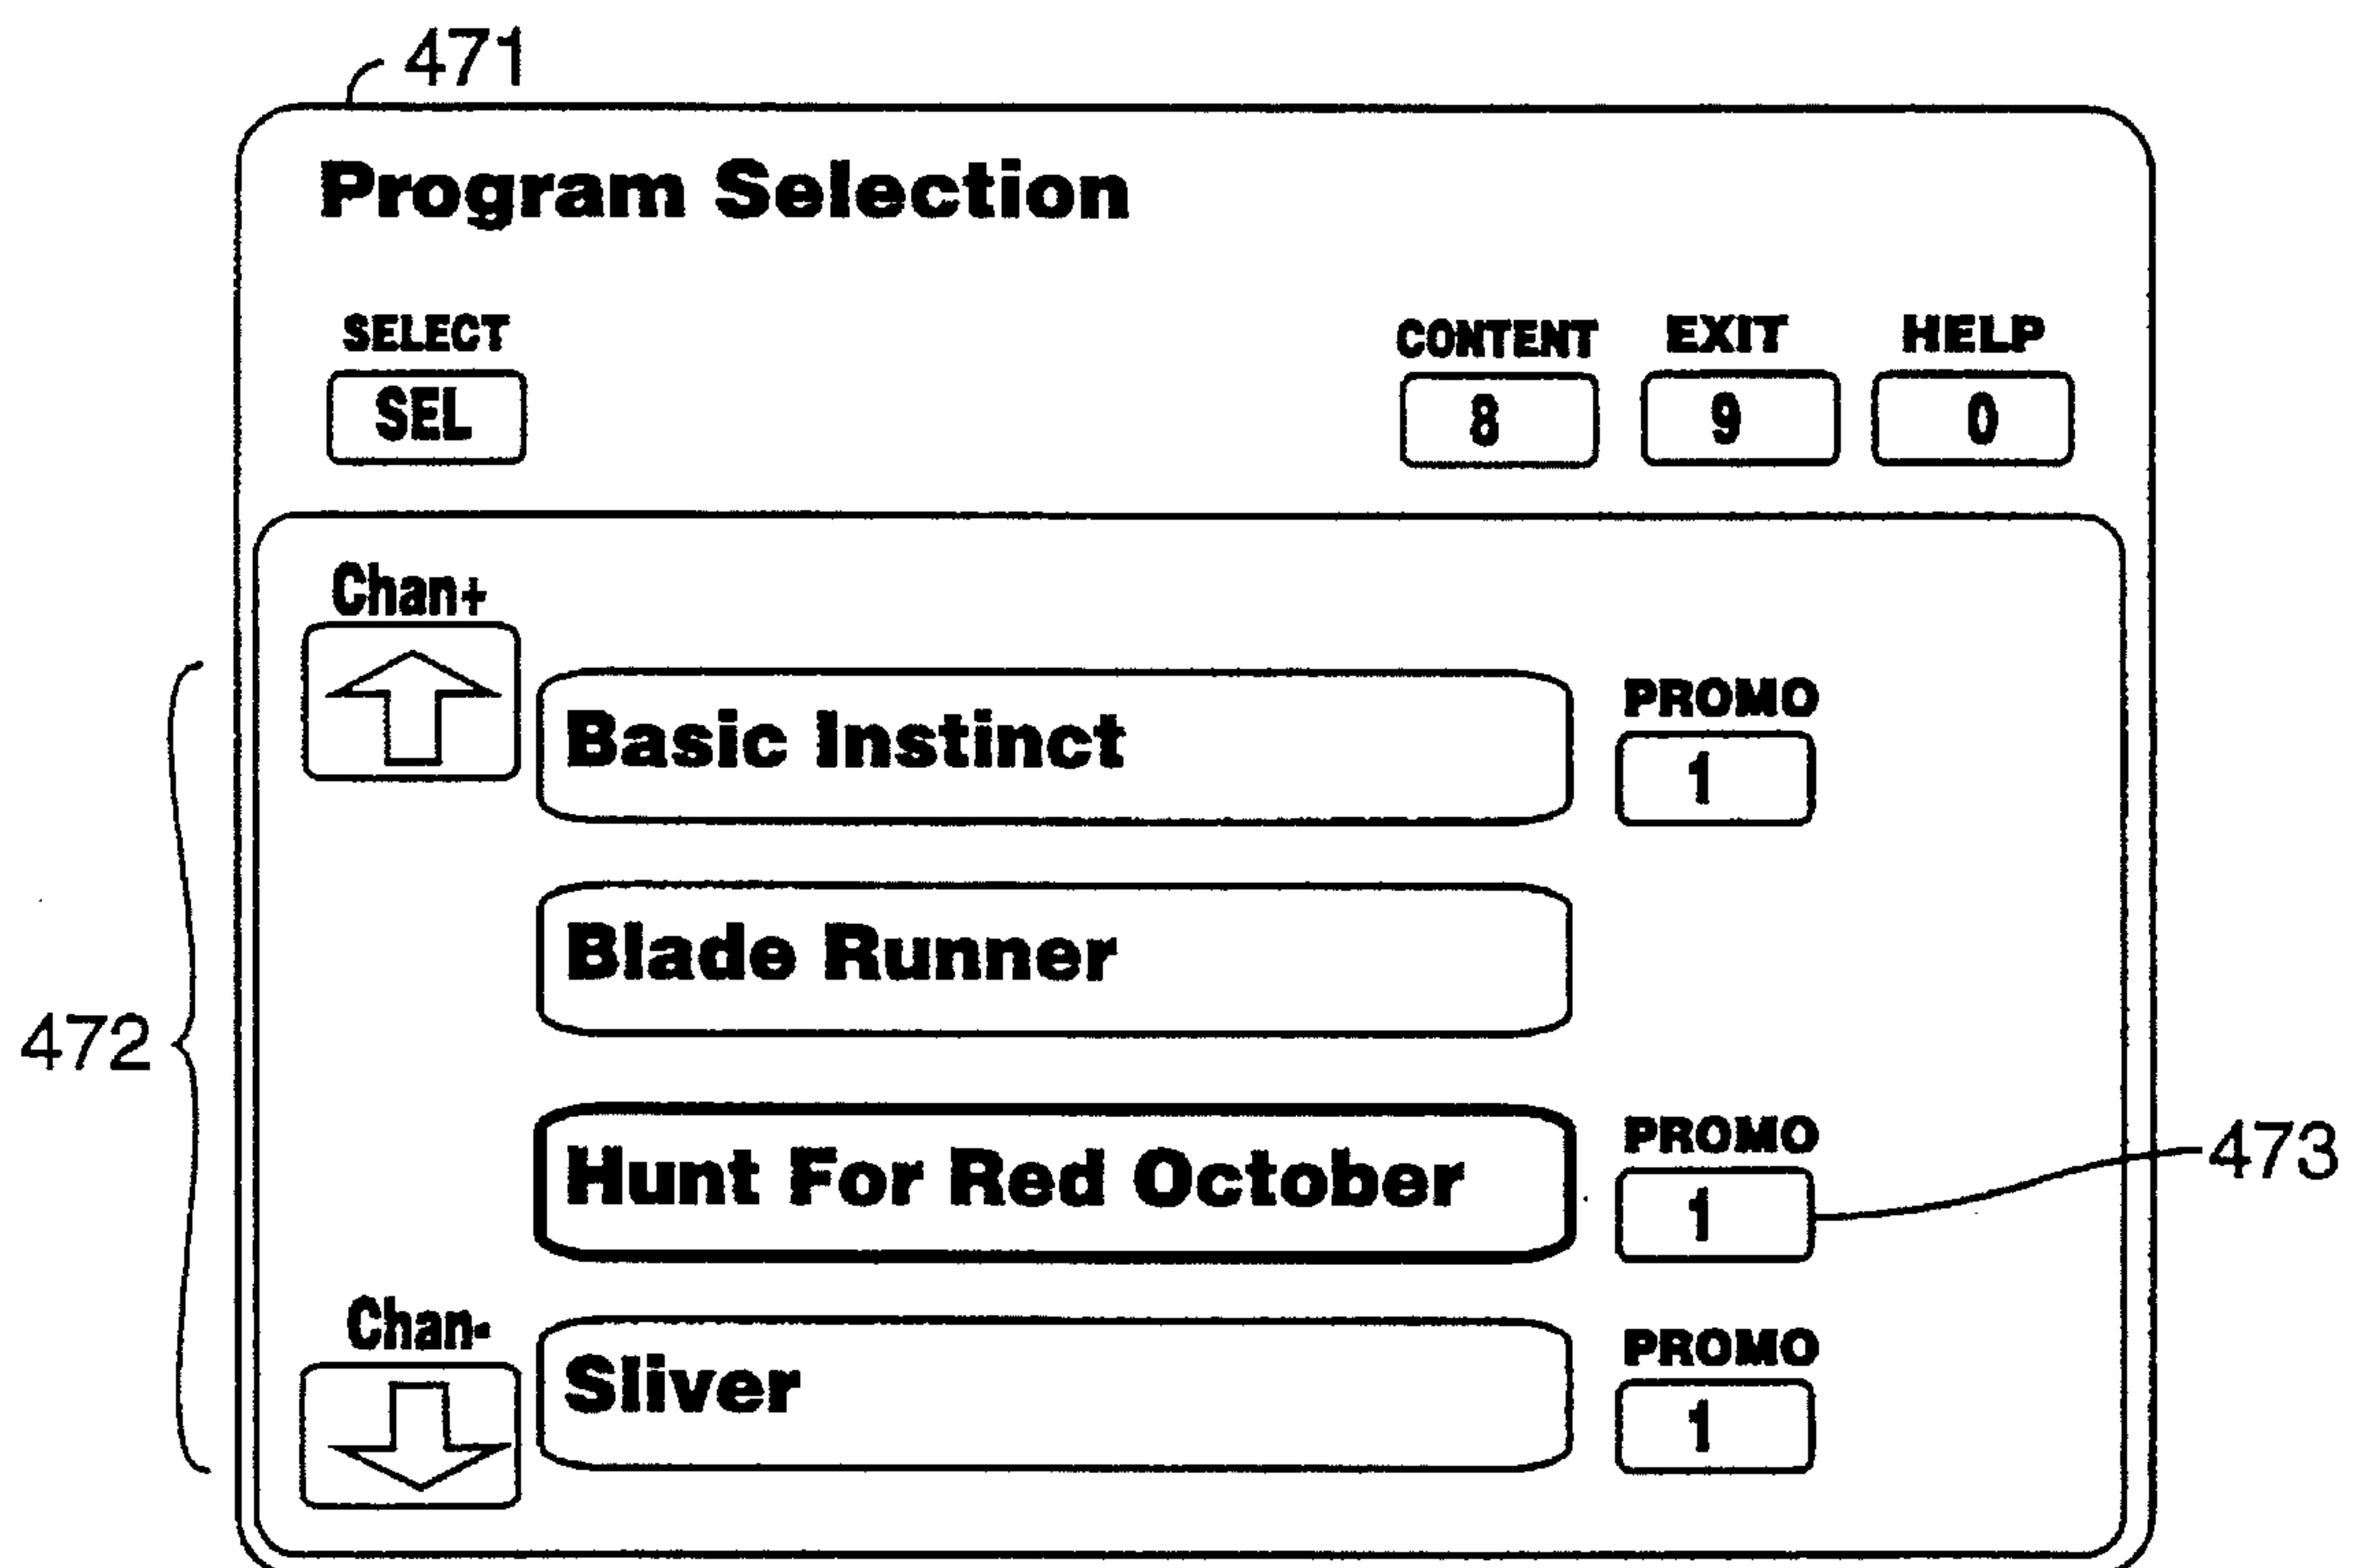 471
Program Selection
SELECT
SEL
CONTENT
8
EXIT
9
HELP
0
Chan+
Basic Instinct
PROMO
1
Blade Runner
472
Hunt For Red October
PROMO
1
473
Chan-
Sliver
PROMO
1